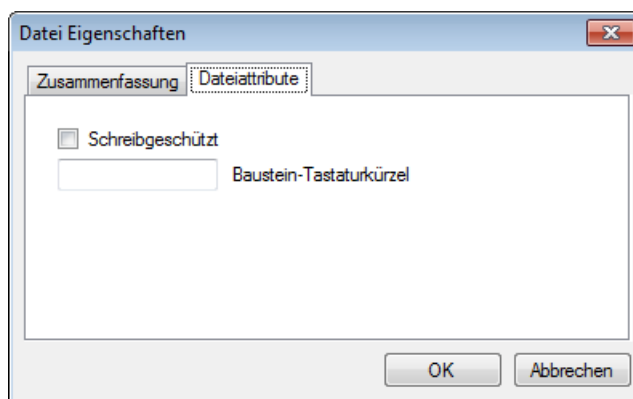 Datei Eigenschaften
Zusammenfassung Dateiattribute
Schreibgeschützt
Baustein-Tastaturkürzel
OK Abbrechen